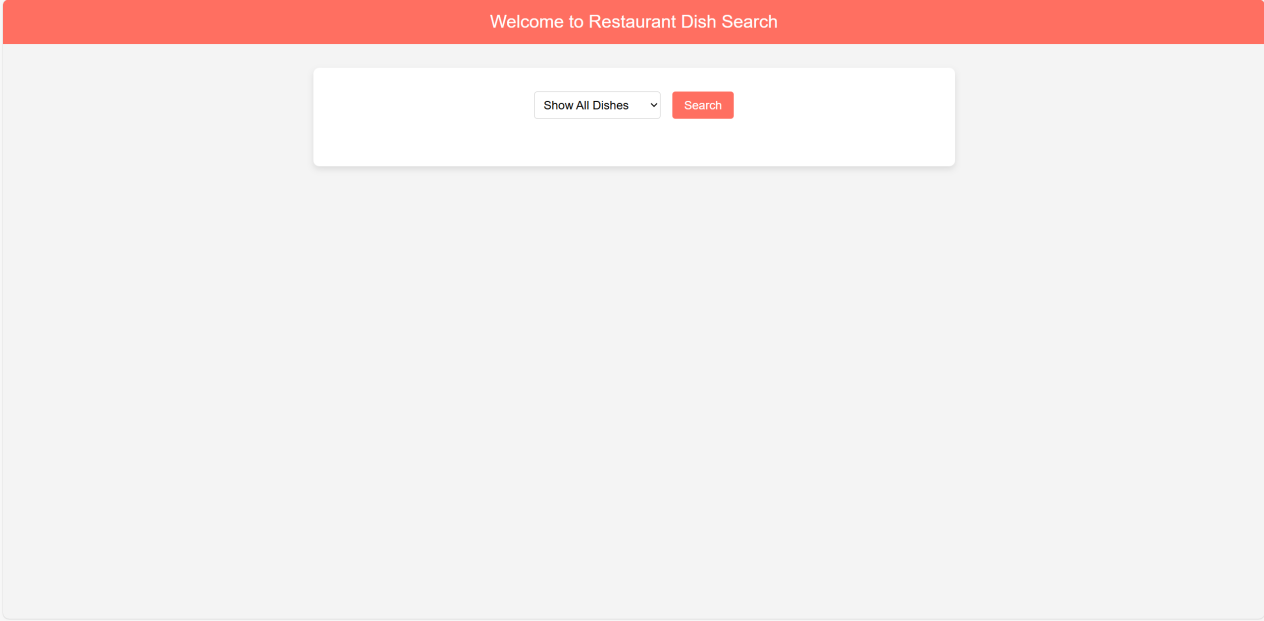 Welcome to Restaurant Dish Search
Show All Dishes
Search